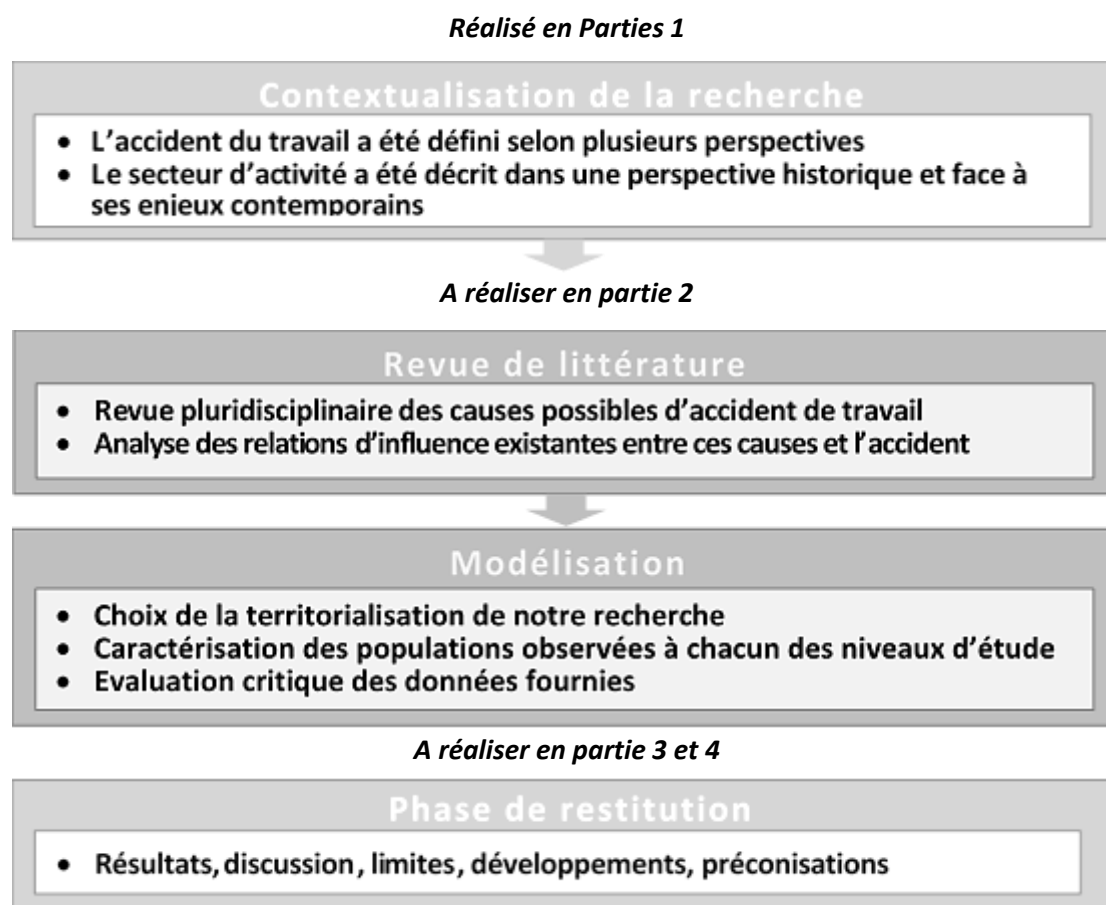 Réalisé en Parties 1
Contextualisation de la recherche
• L'accident du travail a été défini selon plusieurs perspectives
• Le secteur d'activité a été décrit dans une perspective historique et face à
ses enjeux contemporains
A réaliser en partie 2
Revue de littérature
• Revue pluridisciplinaire des causes possibles d'accident de travail
• Analyse des relations d'influence existantes entre ces causes et l'accident
Modélisation
• Choix de la territorialisation de notre recherche
• Caractérisation des populations observées à chacun des niveaux d'étude
• Evaluation critique des données fournies
A réaliser en partie 3 et 4
Phase de restitution
• Résultats, discussion, limites, développements, préconisations